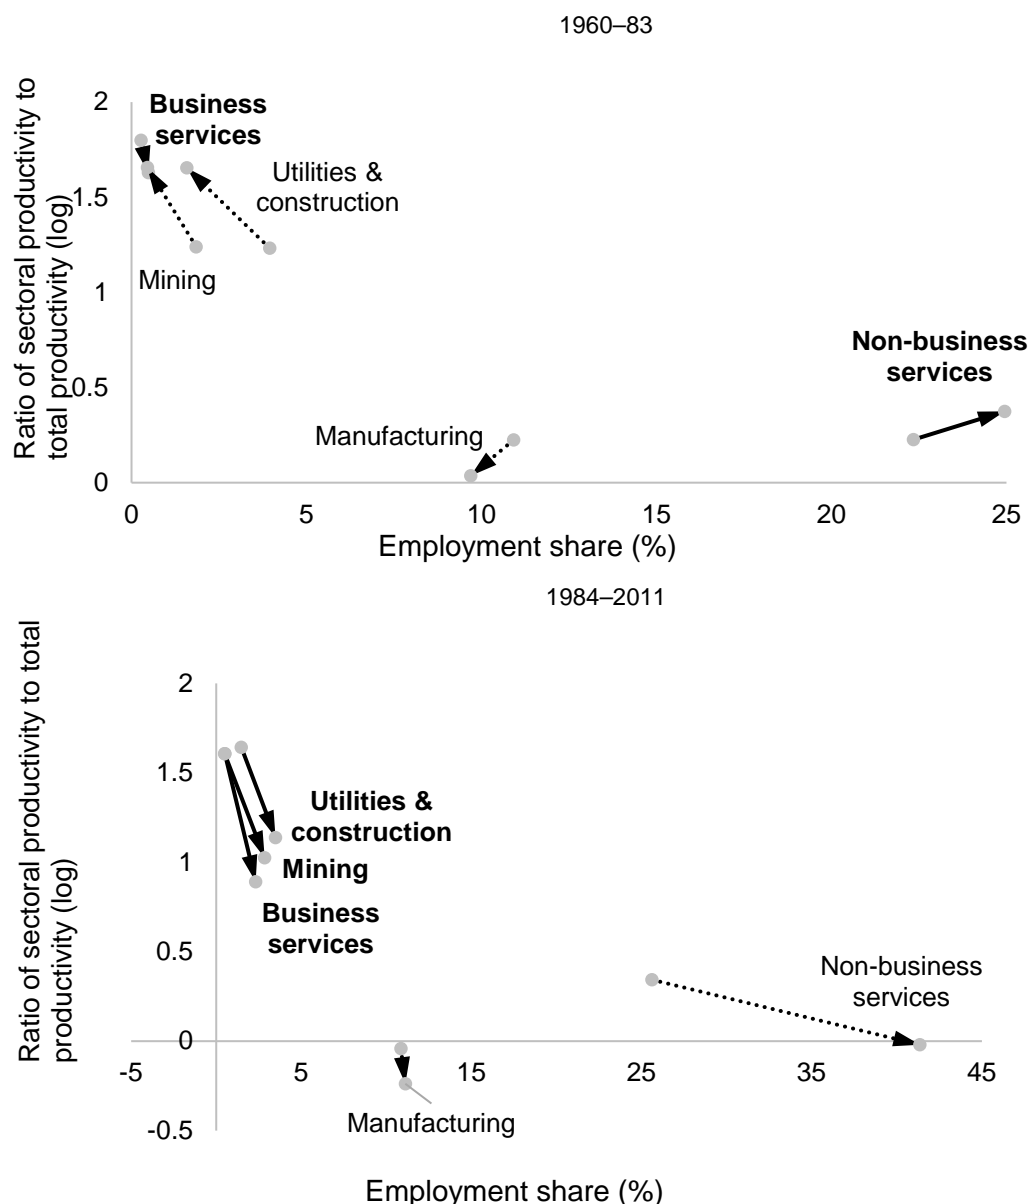 1960–83
Ratio of sectoral productivity to
total productivity (log)
2
1.5
1
0.5
0
Business
services
Utilities &
construction
Mining
Non-business
services
Manufacturing
0 5 10 15 20 25
Employment share (%)
1984–2011
Ratio of sectoral productivity to total
productivity (log)
2
1.5
1
0.5
0
-0.5
Utilities &
construction
Mining
Business
services
Non-business
services
-5 5 15 25 35 45
Manufacturing
Employment share (%)